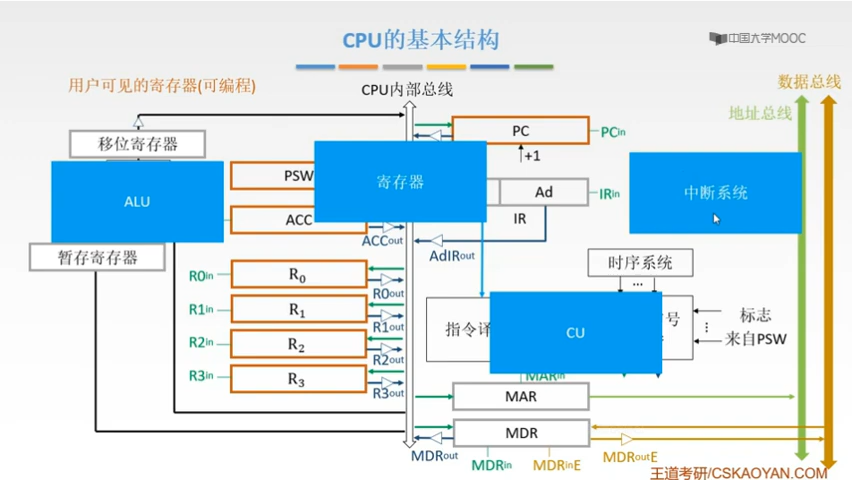 CPU的基本结构
中国大学MOOC
用户可见的寄存器(可编程)
CPU内部总线
数据总线
地址总线
移位寄存器
PC
PCin
+1
PSW
寄存器
中断系统
ALU
Ad
IRin
ACC
IR
ACCout
AdIRout
暂存寄存器
时序系统
...
R0in
R0
R0out
R1in
R1
R1out
指令译
CU
号
标志
来自PSW
...
R2in
R2
R2out
R3in
R3
R3out
MARin
MAR
MDR
MDRout
MDRin
MDRinE
MDRoutE
王道考研/CSKAOYAN.COM